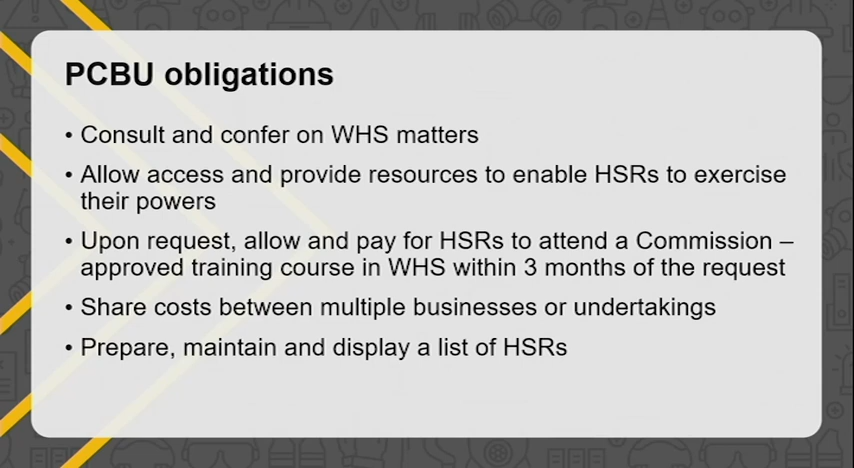 PCBU obligations
• Consult and confer on WHS matters
• Allow access and provide resources to enable HSRs to exercise
their powers
• Upon request, allow and pay for HSRs to attend a Commission –
approved training course in WHS within 3 months of the request
• Share costs between multiple businesses or undertakings
• Prepare, maintain and display a list of HSRs